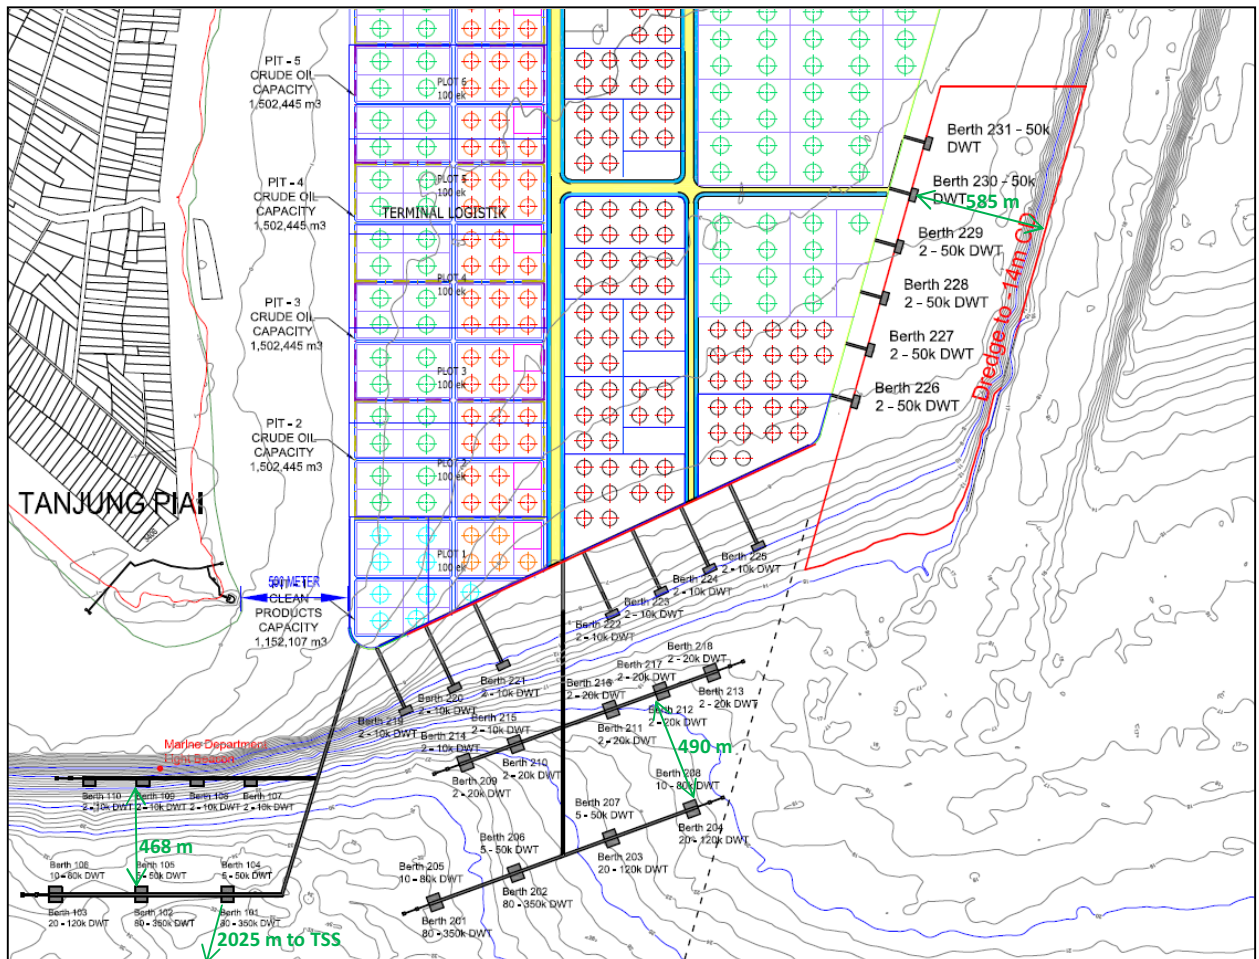 PIT - 5
CRUDE OIL
CAPACITY
1,502,445 m3
PLOT 6
100 ek
PIT - 4
CRUDE OIL
CAPACITY
1,502,445 m3
PLOT 5
100 ek
TERMINAL LOGISTIK
PLOT 4
100 ek
PIT - 3
CRUDE OIL
CAPACITY
1,502,445 m3
PLOT 3
100 ek
PIT - 2
CRUDE OIL
CAPACITY
1,502,445 m3
PLOT 2
100 ek
TANJUNG PIAI
PLOT 1
100 ek
500 METER
CLEAN
PRODUCTS
CAPACITY
1,152,107 m3
Berth 231 - 50k
DWT
Berth 230 - 50k
DWT
585 m
Berth 229
2 - 50k DWT
Berth 228
2 - 50k DWT
Berth 227
2 - 50k DWT
Berth 226
2 - 50k DWT
Dredge to -14m CD
Berth 225
2 - 10k DWT
Berth 224
2 - 10k DWT
Berth 223
2 - 10k DWT
Berth 222
2 - 10k DWT
Berth 221
2 - 10k DWT
Berth 220
2 - 10k DWT
Berth 219
2 - 10k DWT
Berth 218
2 - 20k DWT
Berth 217
2 - 20k DWT
Berth 216
2 - 20k DWT
Berth 215
2 - 10k DWT
Berth 214
2 - 10k DWT
Berth 213
2 - 20k DWT
Berth 212
2 - 20k DWT
Berth 211
2 - 20k DWT
Berth 210
2 - 20k DWT
Berth 209
2 - 20k DWT
490 m
Berth 208
10 - 80k DWT
Berth 207
5 - 50k DWT
Berth 206
5 - 50k DWT
Berth 205
10 - 80k DWT
Berth 204
20 - 120k DWT
Berth 203
20 - 120k DWT
Berth 202
80 - 350k DWT
Berth 201
80 - 350k DWT
Marine Department
Light Beacon
Berth 110
2 - 10k DWT
Berth 109
2 - 10k DWT
Berth 108
2 - 10k DWT
Berth 107
2 - 10k DWT
468 m
Berth 106
10 - 80k DWT
Berth 105
5 - 50k DWT
Berth 104
5 - 50k DWT
Berth 103
20 - 120k DWT
Berth 102
80 - 350k DWT
Berth 101
80 - 350k DWT
2025 m to TSS